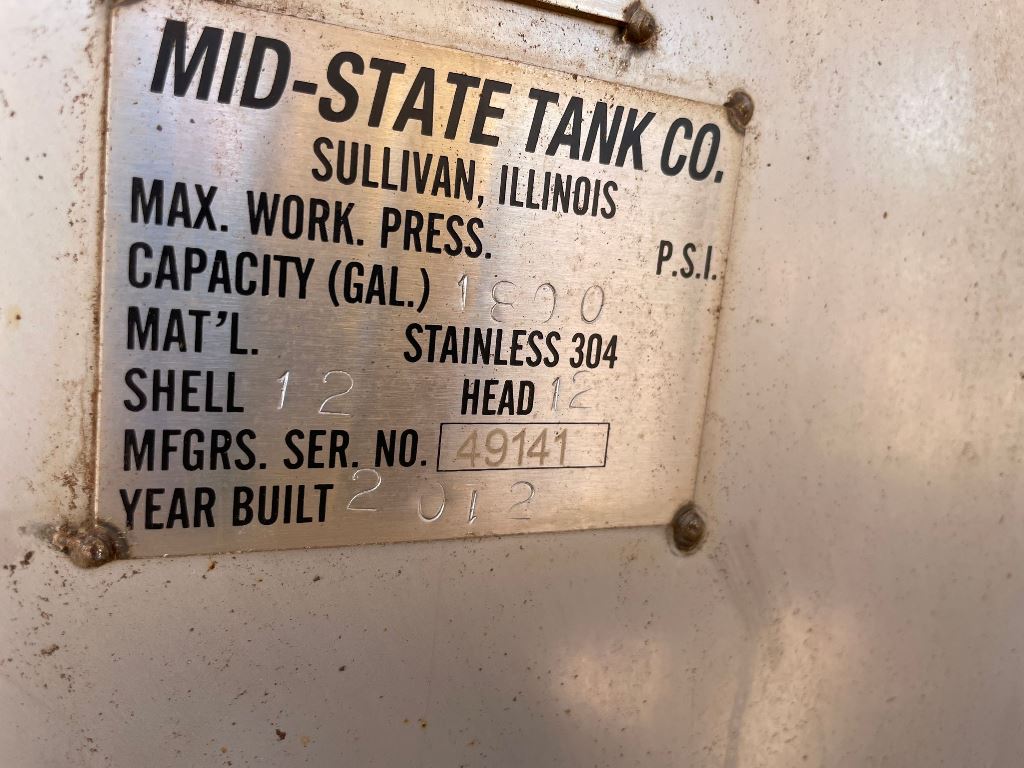 MID-STATE TANK CO.
SULLIVAN, ILLINOIS
MAX. WORK. PRESS. P.S.I.
CAPACITY (GAL.) 1800
MAT'L. STAINLESS 304
SHELL 12 HEAD 12
MFGRS. SER. NO. 49141
YEAR BUILT 2012